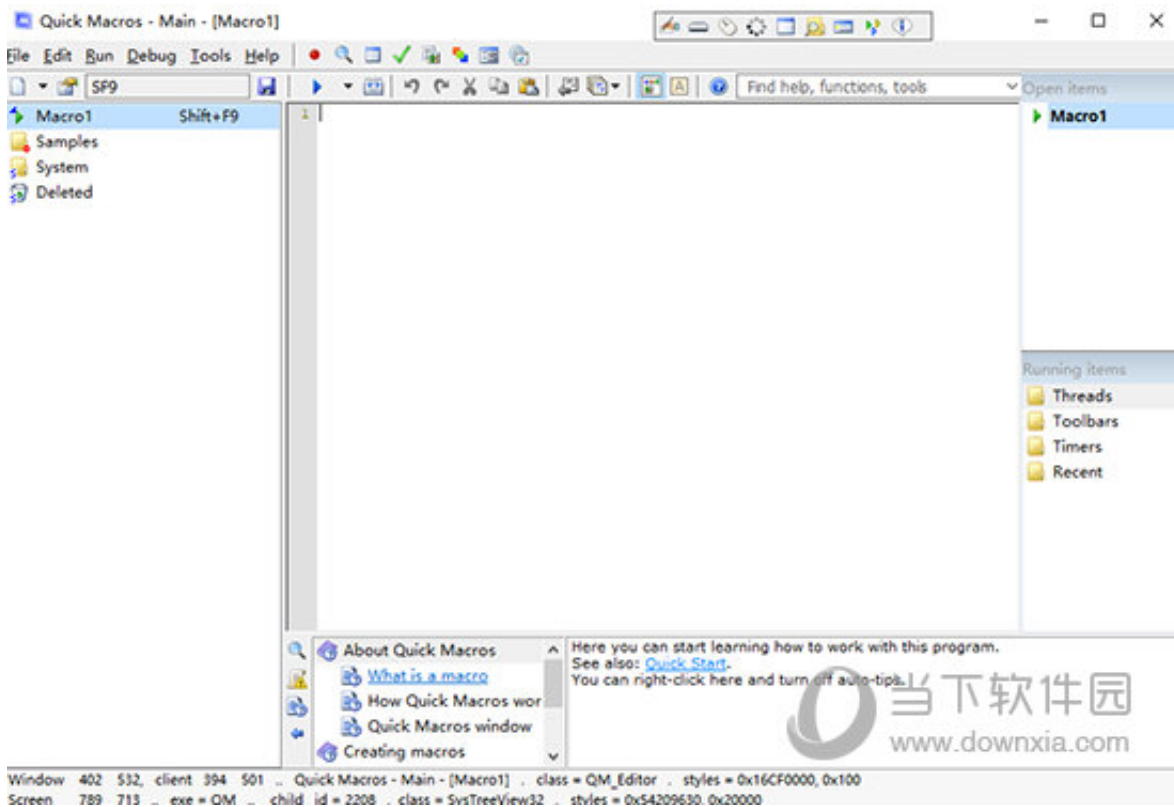 Quick Macros - Main - [Macro1]
File Edit Run Debug Tools Help
SF9
Find help, functions, tools
Open items
Macro1 Shift+F9
1
Macro1
Samples
System
Deleted
Running items
Threads
Toolbars
Timers
Recent
About Quick Macros
What is a macro
How Quick Macros wor
Quick Macros window
Creating macros
Here you can start learning how to work with this program.
See also: Quick Start.
You can right-click here and turn off auto-tips.
当下软件园
www.downxia.com
Window 402 532, client 394 501 .. Quick Macros - Main - [Macro1] . class = QM_Editor . styles = 0x16CF0000, 0x100
Screen 789 713 .. exe = QM .. child id = 2208 . class = SysTreeView32 . styles = 0x54209630, 0x20000